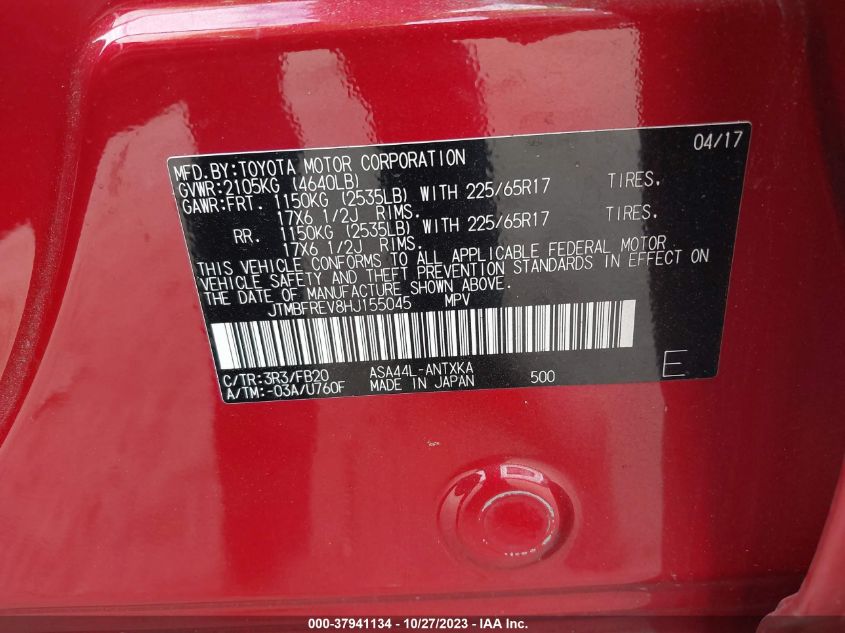 04/17
MFD.BY:TOYOTA MOTOR CORPORATION
GVWR:2105KG (4640LB)
GAWR:FRT. 1150KG (2535LB) WITH 225/65R17 TIRES.
17X6 1/2J RIMS.
RR. 1150KG (2535LB) WITH 225/65R17 TIRES.
17X6 1/2J RIMS.
THIS VEHICLE CONFORMS TO ALL APPLICABLE FEDERAL MOTOR
VEHICLE SAFETY AND THEFT PREVENTION STANDARDS IN EFFECT ON
THE DATE OF MANUFACTURE SHOWN ABOVE.
JTMBFREV8HJ155045 MPV
C/TR:3R3/FB20 ASA44L-ANTXKA 500 E
A/TM:-03A/U760F MADE IN JAPAN
000-37941134 - 10/27/2023 - IAA Inc.